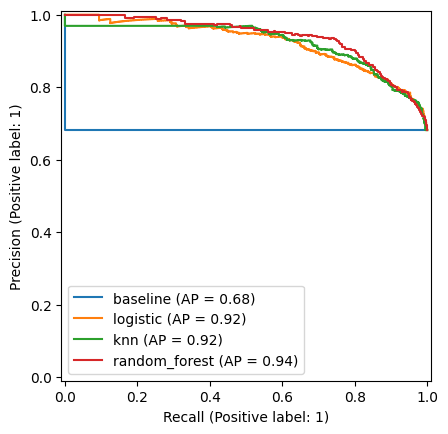 1.0
0.8
0.6
0.4
0.2
0.0
Precision (Positive label: 1)
baseline (AP = 0.68)
logistic (AP = 0.92)
knn (AP = 0.92)
random_forest (AP = 0.94)
0.0 0.2 0.4 0.6 0.8 1.0
Recall (Positive label: 1)